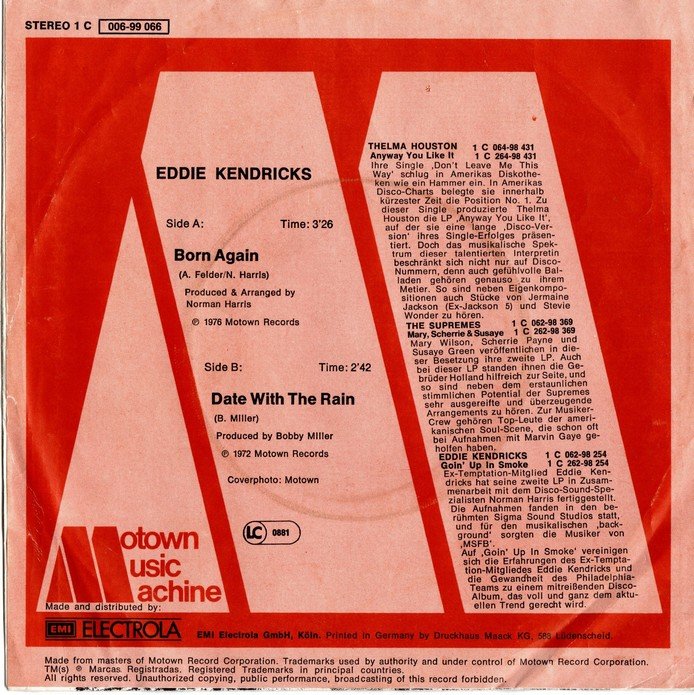 STEREO 1 C 006-99 066
EDDIE KENDRICKS
Side A: Time: 3'26
Born Again
(A. Felder/N. Harris)
Produced & Arranged by
Norman Harris
℗ 1976 Motown Records
Side B: Time: 2'42
Date With The Rain
(B. Miller)
Produced by Bobby Miller
℗ 1972 Motown Records
Coverphoto: Motown
LC 0881
THELMA HOUSTON 1 C 064-98 431
Anyway You Like It 1 C 264-98 431
Ihre Single ‚Don't Leave Me This
Way' schlug in Amerikas Diskothe-
ken wie ein Hammer ein. In Amerikas
Disco-Charts belegte sie innerhalb
kürzester Zeit die Position No. 1. Zu
dieser Single produzierte Thelma
Houston die LP ‚Anyway You Like It',
auf der sie eine lange ‚Disco-Ver-
sion' ihres Single-Erfolges präsen-
tiert. Doch das musikalische Spek-
trum dieser talentierten Interpretin
beschränkt sich nicht nur auf Disco-
Nummern, denn auch gefühlvolle Bal-
laden gehören genauso zu ihrem
Metier. So sind neben Eigenkompo-
sitionen auch Stücke von Jermaine
Jackson (Ex-Jackson 5) und Stevie
Wonder zu hören.
THE SUPREMES 1 C 062-98 369
Mary, Scherrie & Susaye 1 C 262-98 369
Mary Wilson, Scherrie Payne und
Susaye Green veröffentlichen in die-
ser Besetzung ihre zweite LP. Auch
bei dieser LP standen ihnen die Ge-
brüder Holland hilfreich zur Seite, und
so sind neben dem erstaunlichen
stimmlichen Potential der Supremes
sehr ausgereifte und überzeugende
Arrangements zu hören. Zur Musiker-
Crew gehören Top-Leute der ameri-
kanischen Soul-Scene, die schon oft
bei Aufnahmen mit Marvin Gaye ge-
holfen haben.
EDDIE KENDRICKS 1 C 062-98 254
Goin' Up In Smoke 1 C 262-98 254
Ex-Temptation-Mitglied Eddie Ken-
dricks hat seine zweite LP in Zusam-
menarbeit mit dem Disco-Sound-Spe-
zialisten Norman Harris fertiggestellt.
Die Aufnahmen fanden in den be-
rühmten Sigma Sound Studios statt,
und für den musikalischen ‚back-
ground' sorgten die Musiker von
‚MSFB'.
Auf ‚Goin' Up In Smoke' vereinigen
sich die Erfahrungen des Ex-Tempta-
tion-Mitgliedes Eddie Kendricks und
die Gewandheit des Philadelphia-
Teams zu einem mitreißenden Disco-
Album, das voll und ganz dem aktu-
ellen Trend gerecht wird.
Motown
Music
Machine
Made and distributed by:
EMI ELECTROLA EMI Electrola GmbH, Köln. Printed in Germany by Druckhaus Maack KG, 588 Lüdenscheid.
Made from masters of Motown Record Corporation. Trademarks used by authority and under control of Motown Record Corporation.
TM(s) ® Marcas Registradas. Registered Trademarks in principal countries.
All rights reserved. Unauthorized copying, public performance, broadcasting of this record forbidden.